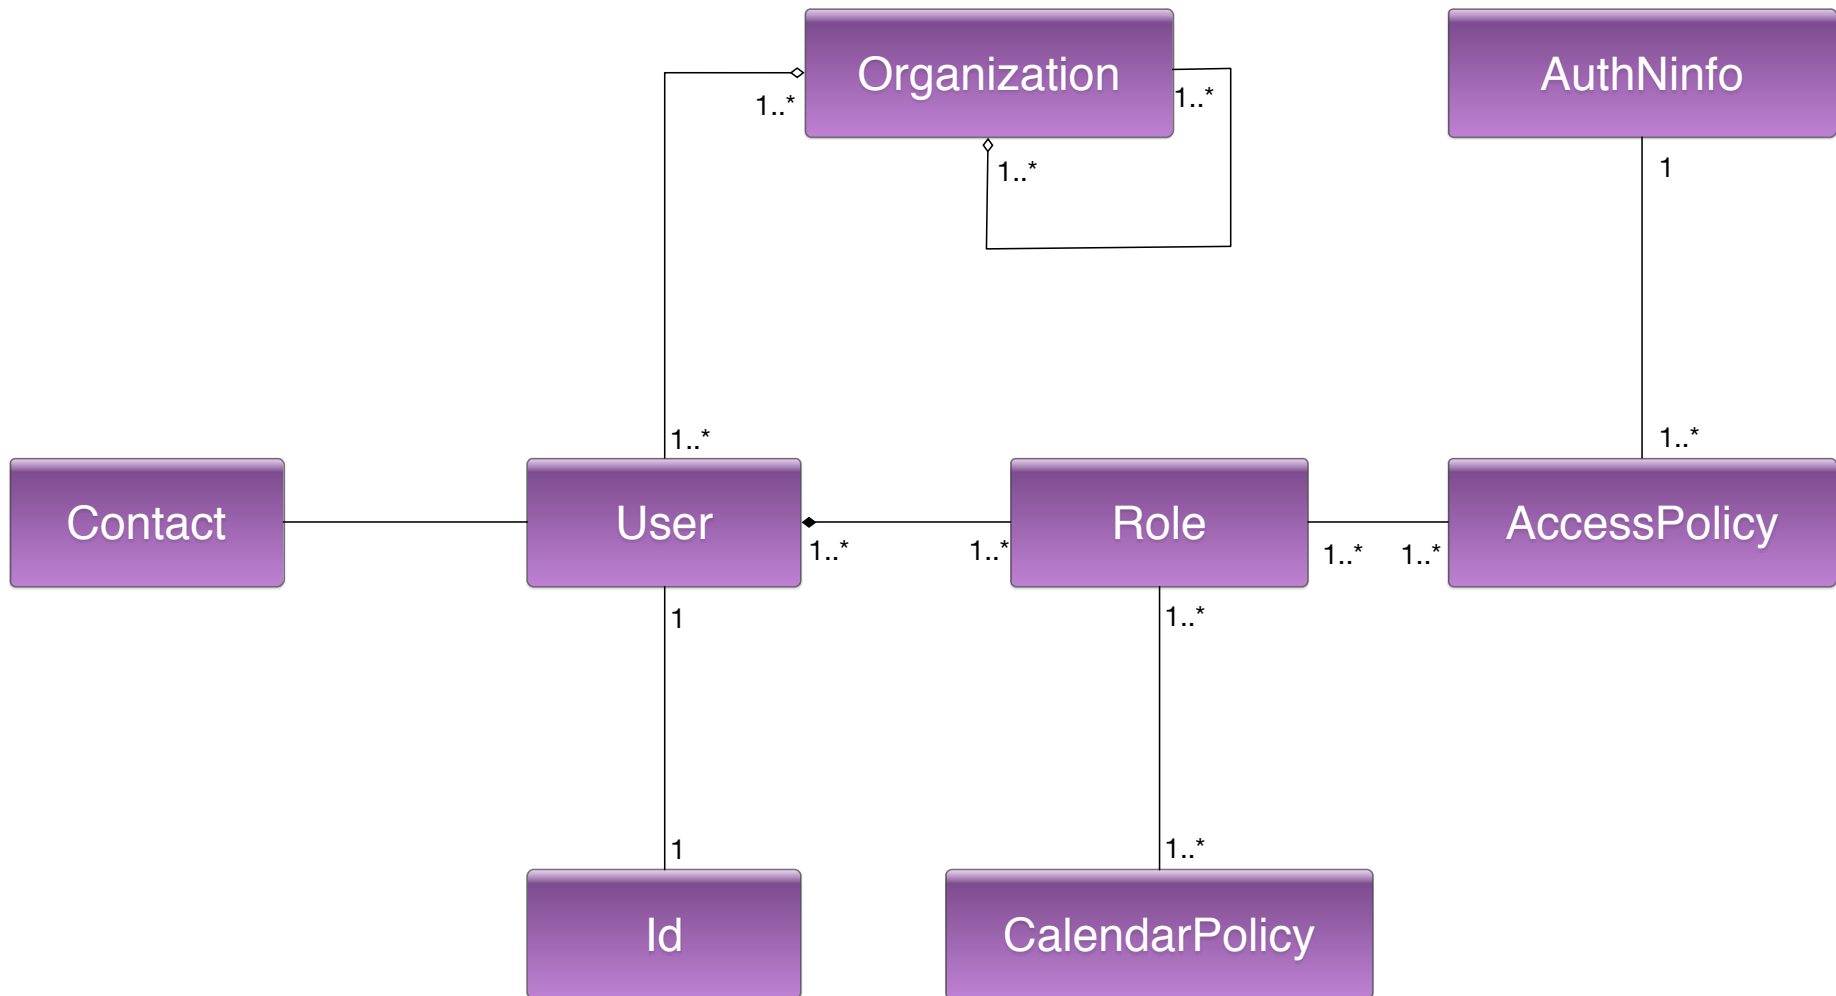 Organization
AuthNinfo
1..*
1..*
1..*
1
1..*
1..*
Contact
User
Role
AccessPolicy
1..*
1..*
1..*
1..*
1
1..*
1
1..*
Id
CalendarPolicy